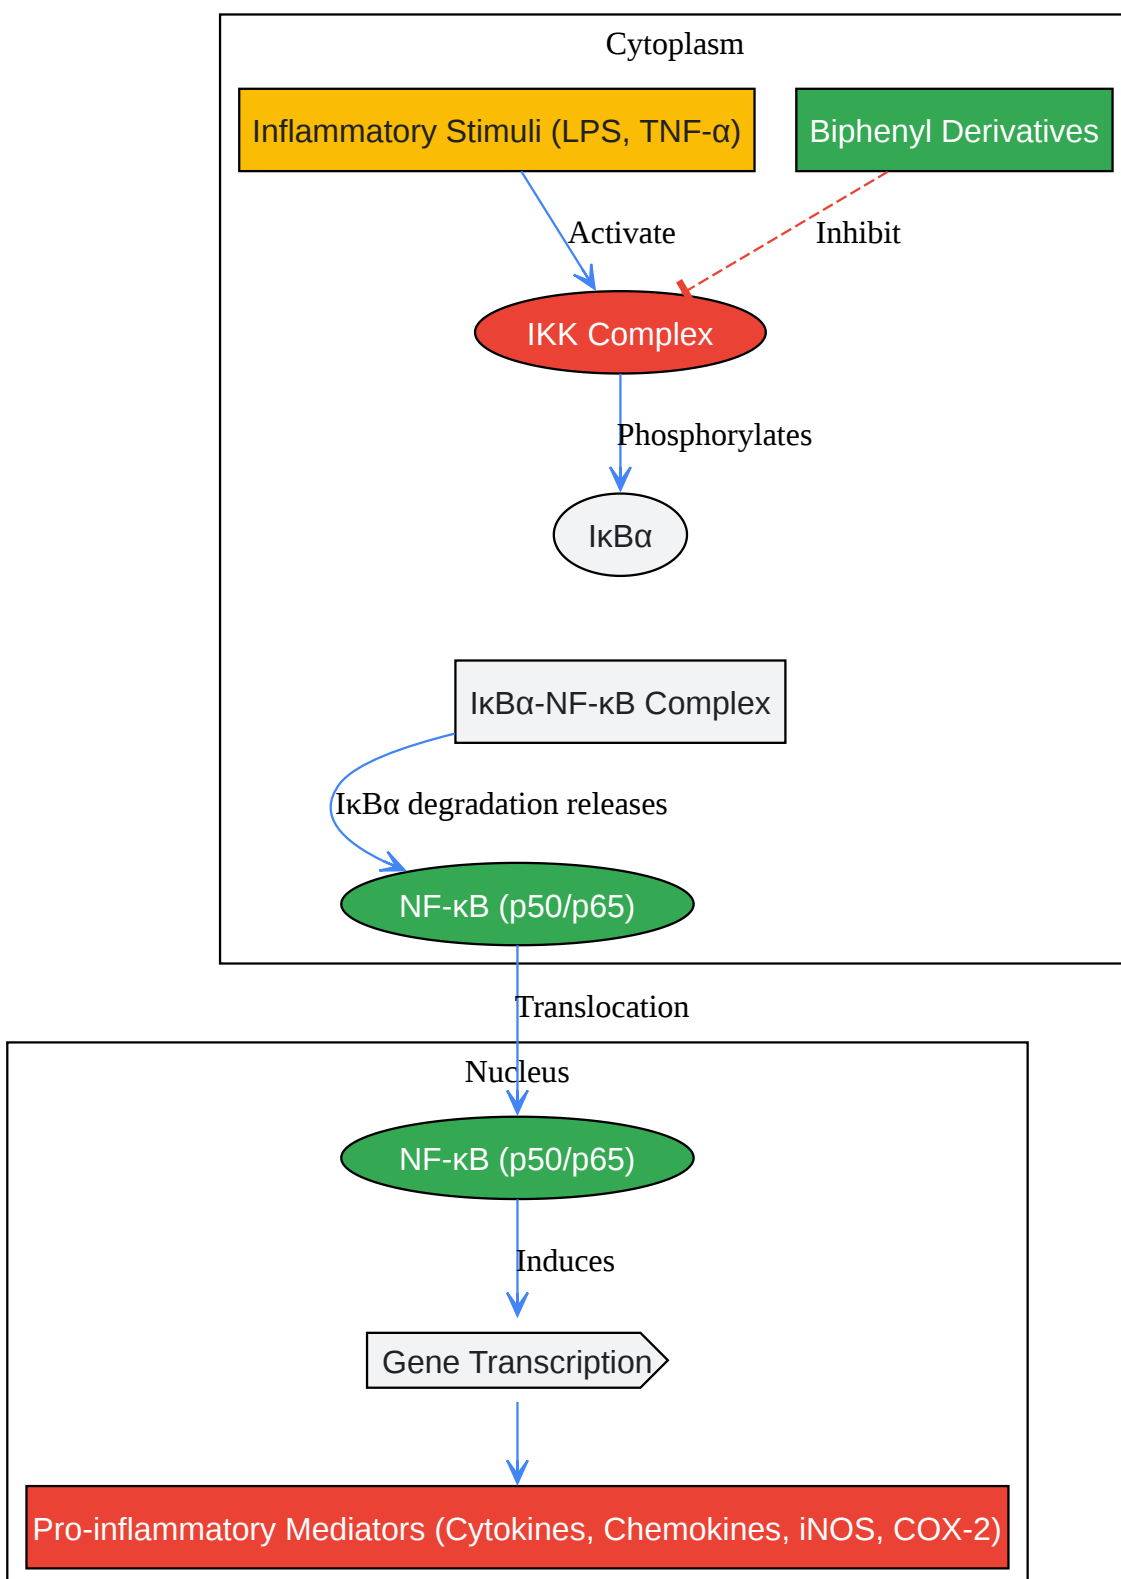 Cytoplasm
Inflammatory Stimuli (LPS, TNF-α)
Biphenyl Derivatives
Activate
Inhibit
IKK Complex
Phosphorylates
IκBα
IκBα-NF-κB Complex
IκBα degradation releases
NF-κB (p50/p65)
Translocation
Nucleus
NF-κB (p50/p65)
Induces
Gene Transcription
Pro-inflammatory Mediators (Cytokines, Chemokines, iNOS, COX-2)